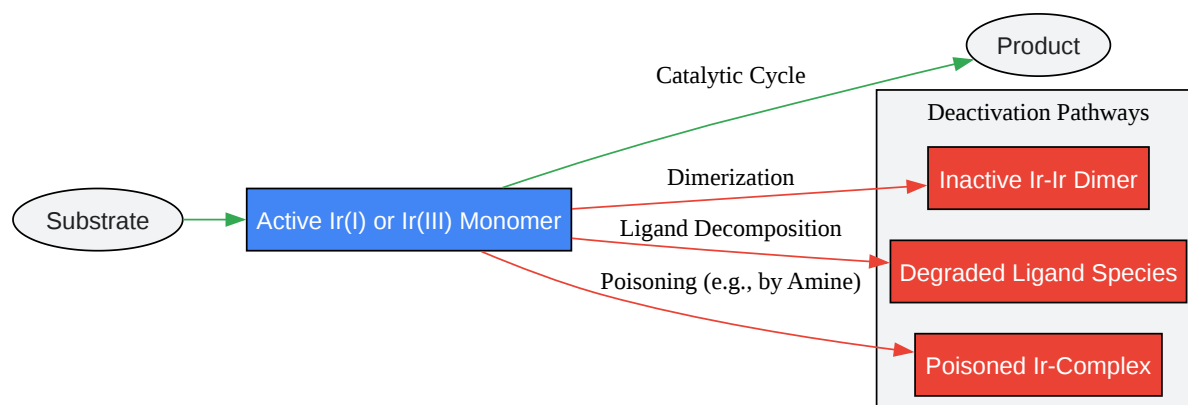 Product
Catalytic Cycle
Deactivation Pathways
Dimerization
Inactive Ir-Ir Dimer
Substrate
Active Ir(I) or Ir(III) Monomer
Ligand Decomposition
Degraded Ligand Species
Poisoning (e.g., by Amine)
Poisoned Ir-Complex